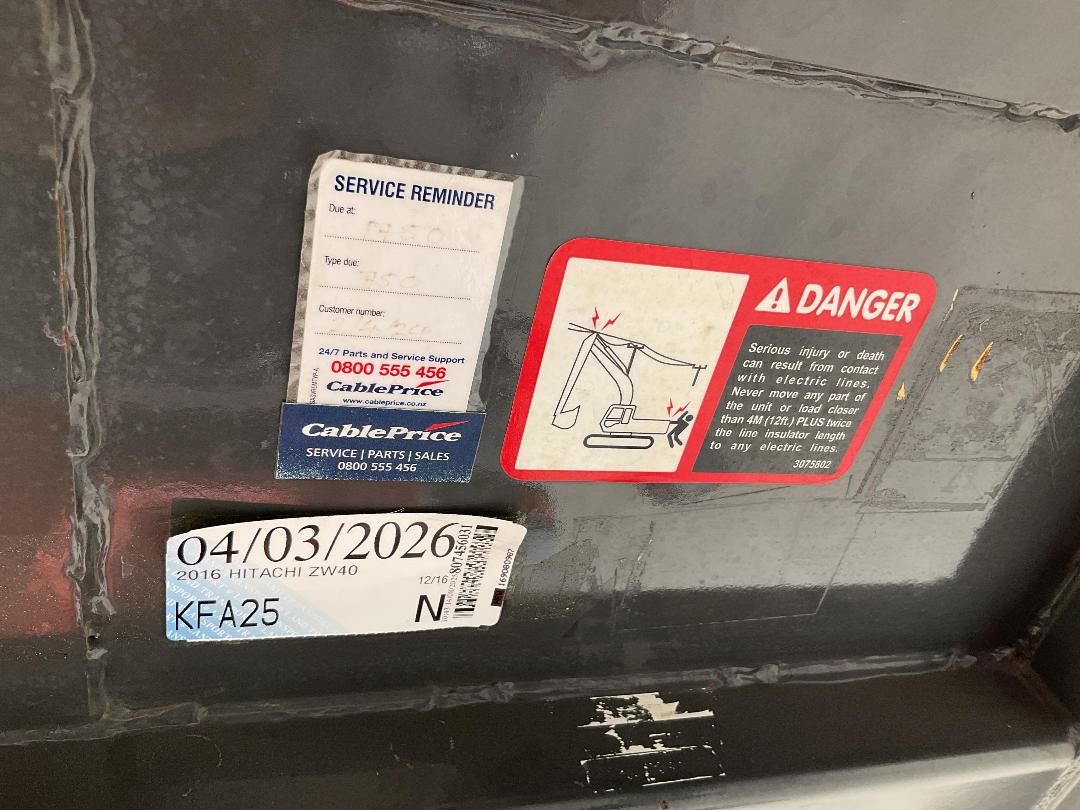 SERVICE REMINDER
Due at:
Type due:
Customer number:
24/7 Parts and Service Support
0800 555 456
CablePrice
www.cableprice.co.nz
CablePrice
SERVICE | PARTS | SALES
0800 555 456
DANGER
Serious injury or death
can result from contact
with electric lines.
Never move any part of
the unit or load closer
than 4M (12ft.) PLUS twice
the line insulator length
to any electric lines.
3075802
04/03/2026
2016 HITACHI ZW40
12/16
KFA25
N
807456031
169080967